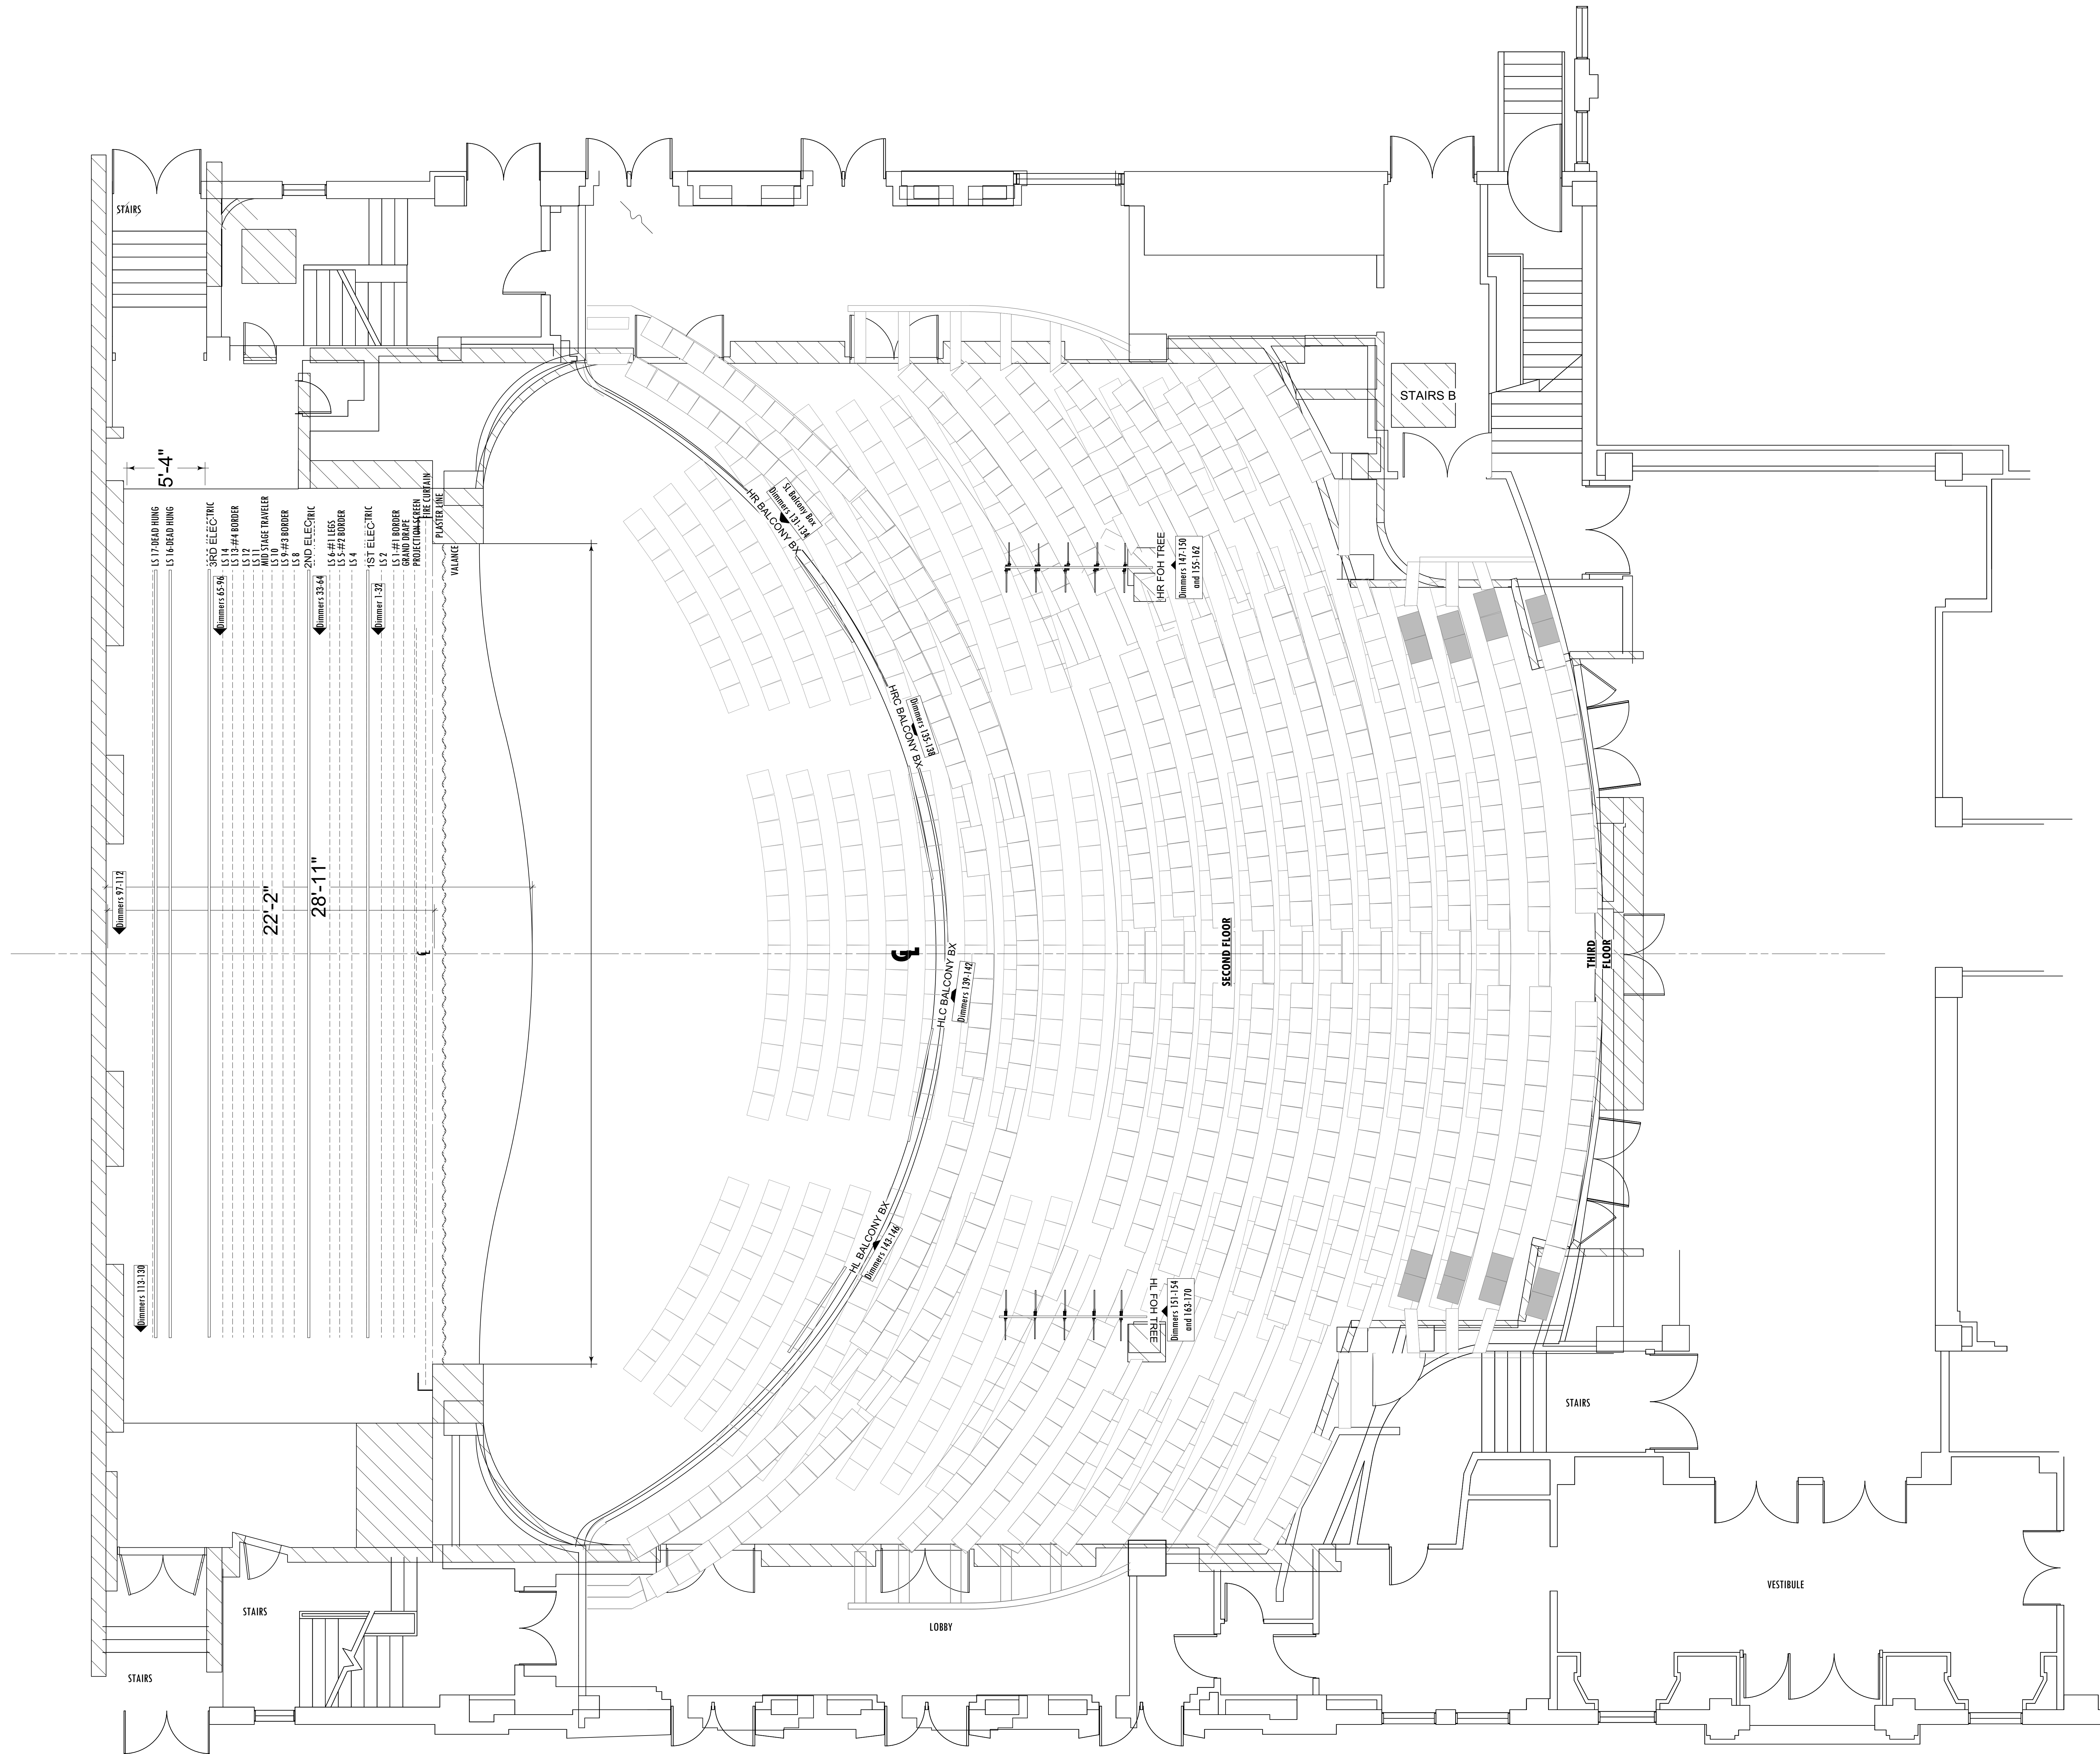 STAIRS
5'-4"
LS 17-DEAD HUNG
LS 16-DEAD HUNG
3RD ELECTRIC
LS 14
LS 13-#4 BORDER
LS 12
LS 11
MID STAGE TRAVELER
LS 10
LS 9-#3 BORDER
LS 8
2ND ELECTRIC
LS 6-#1 LEGS
LS 5-#2 BORDER
LS 4
1ST ELECTRIC
LS 2
LS 1-#1 BORDER
GRAND DRAPE
PROJECTION SCREEN
FIRE CURTAIN
PLASTER LINE
VALANCE
Dimmers 65-96
Dimmers 33-64
Dimmer 1-32
Dimmers 97-112
Dimmers 113-130
22'-2"
28'-11"
CL
CL
HR BALCONY BX
SL Balcony Box
Dimmers 131-134
HRC BALCONY BX
Dimmers 135-138
HLC BALCONY BX
Dimmers 139-142
HL BALCONY BX
Dimmers 143-146
HR FOH TREE
Dimmers 147-150
and 155-162
HL FOH TREE
Dimmers 151-154
and 163-170
STAIRS B
SECOND FLOOR
THIRD
FLOOR
STAIRS
VESTIBULE
LOBBY
STAIRS
STAIRS